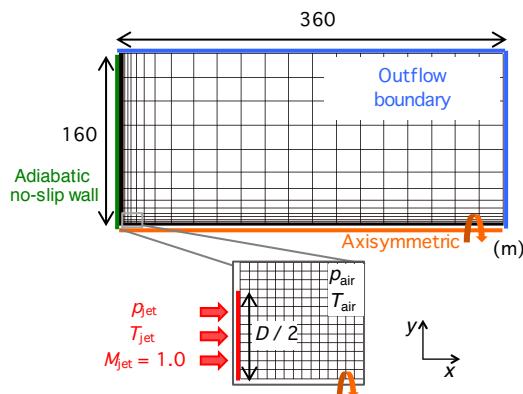 360
Outflow
boundary
160
Adiabatic
no-slip wall
Axisymmetric
(m)
p_air
T_air
p_jet
T_jet
M_jet = 1.0
D / 2
y
x